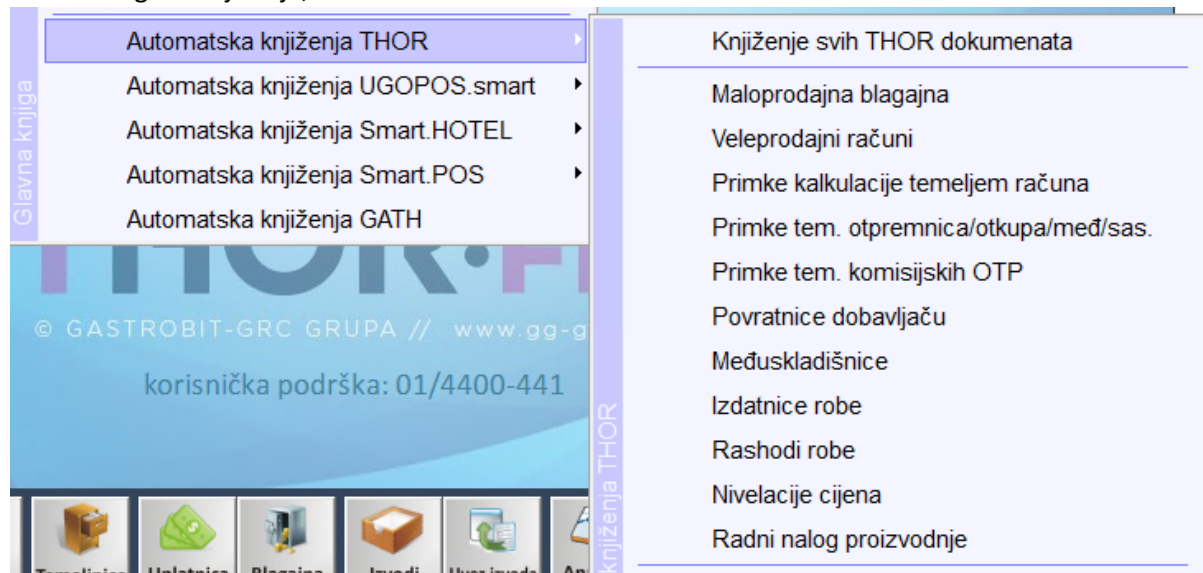 Automatska knjiženja THOR
Automatska knjiženja UGOPOS.smart
Automatska knjiženja Smart.HOTEL
Automatska knjiženja Smart.POS
Automatska knjiženja GATH
Glavna knjiga
© GASTROBIT-GRC GRUPA // www.gg-g
korisnička podrška: 01/4400-441
Uplatnica
Blagajna
Izvodi
Uvoz izvoda
Knjiženje svih THOR dokumenata
Maloprodajna blagajna
Veleprodajni računi
Primke kalkulacije temeljem računa
Primke tem. otpremnica/otkupa/međ/sas.
Primke tem. komisijskih OTP
Povratnice dobavljaču
Međuskladišnice
Izdatnice robe
Rashodi robe
Nivelacije cijena
Radni nalog proizvodnje
knjiženja THOR